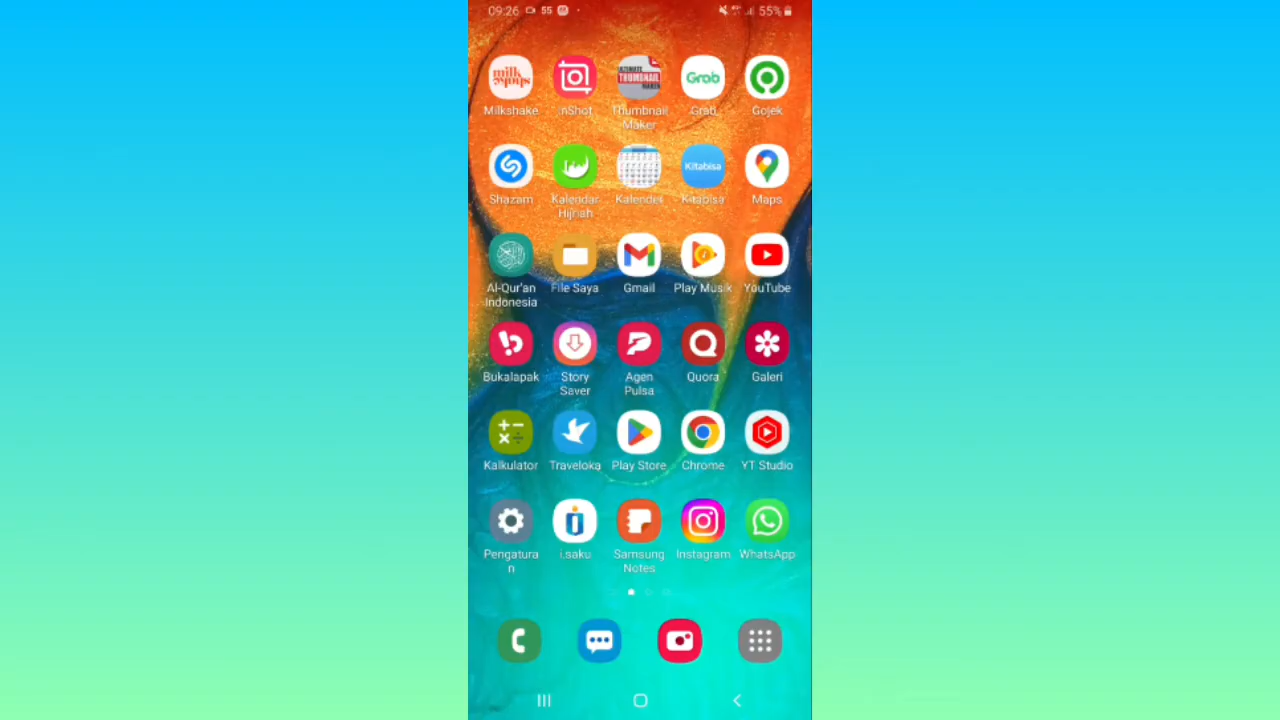 09:26 55 55%
milk
shake
ULTIMATE
THUMBNAIL
MAKER
Grab
Milkshake InShot Thumbnail Grab Gojek
Maker
Kitabisa
Shazam Kalendar Kalender Kitabisa Maps
Hijriah
Al-Qur'an File Saya Gmail Play Musik YouTube
Indonesia
Bukalapak Story Agen Quora Galeri
Saver Pulsa
Kalkulator Traveloka Play Store Chrome YT Studio
Pengatura i.saku Samsung Instagram WhatsApp
n Notes